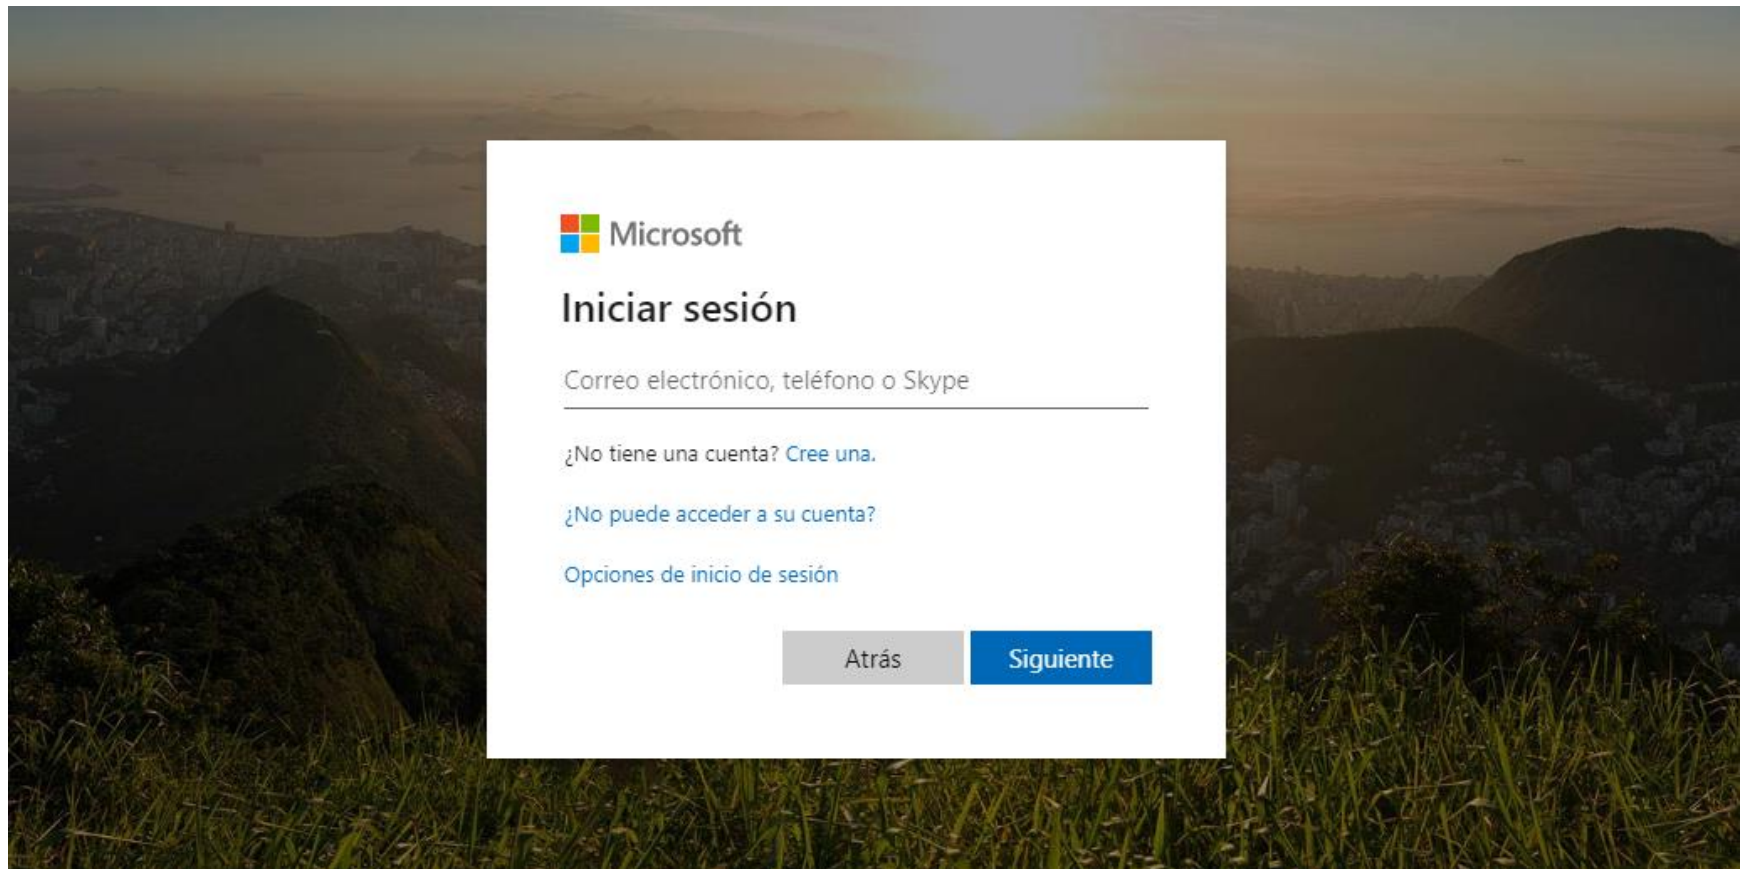 Microsoft
Iniciar sesión
Correo electrónico, teléfono o Skype
¿No tiene una cuenta? Cree una.
¿No puede acceder a su cuenta?
Opciones de inicio de sesión
Atrás Siguiente